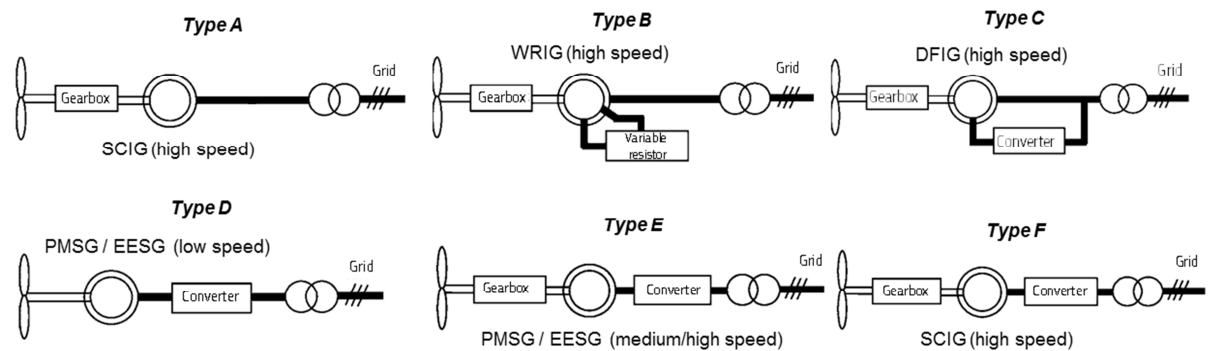 Type A
Type B
Type C
WRIG (high speed)
DFIG (high speed)
Grid
Grid
Grid
Gearbox
Gearbox
Gearbox
SCIG (high speed)
Variable
resistor
Converter
Type D
Type E
Type F
PMSG / EESG (low speed)
Grid
Grid
Grid
Converter
Gearbox
Converter
Gearbox
Converter
PMSG / EESG (medium/high speed)
SCIG (high speed)